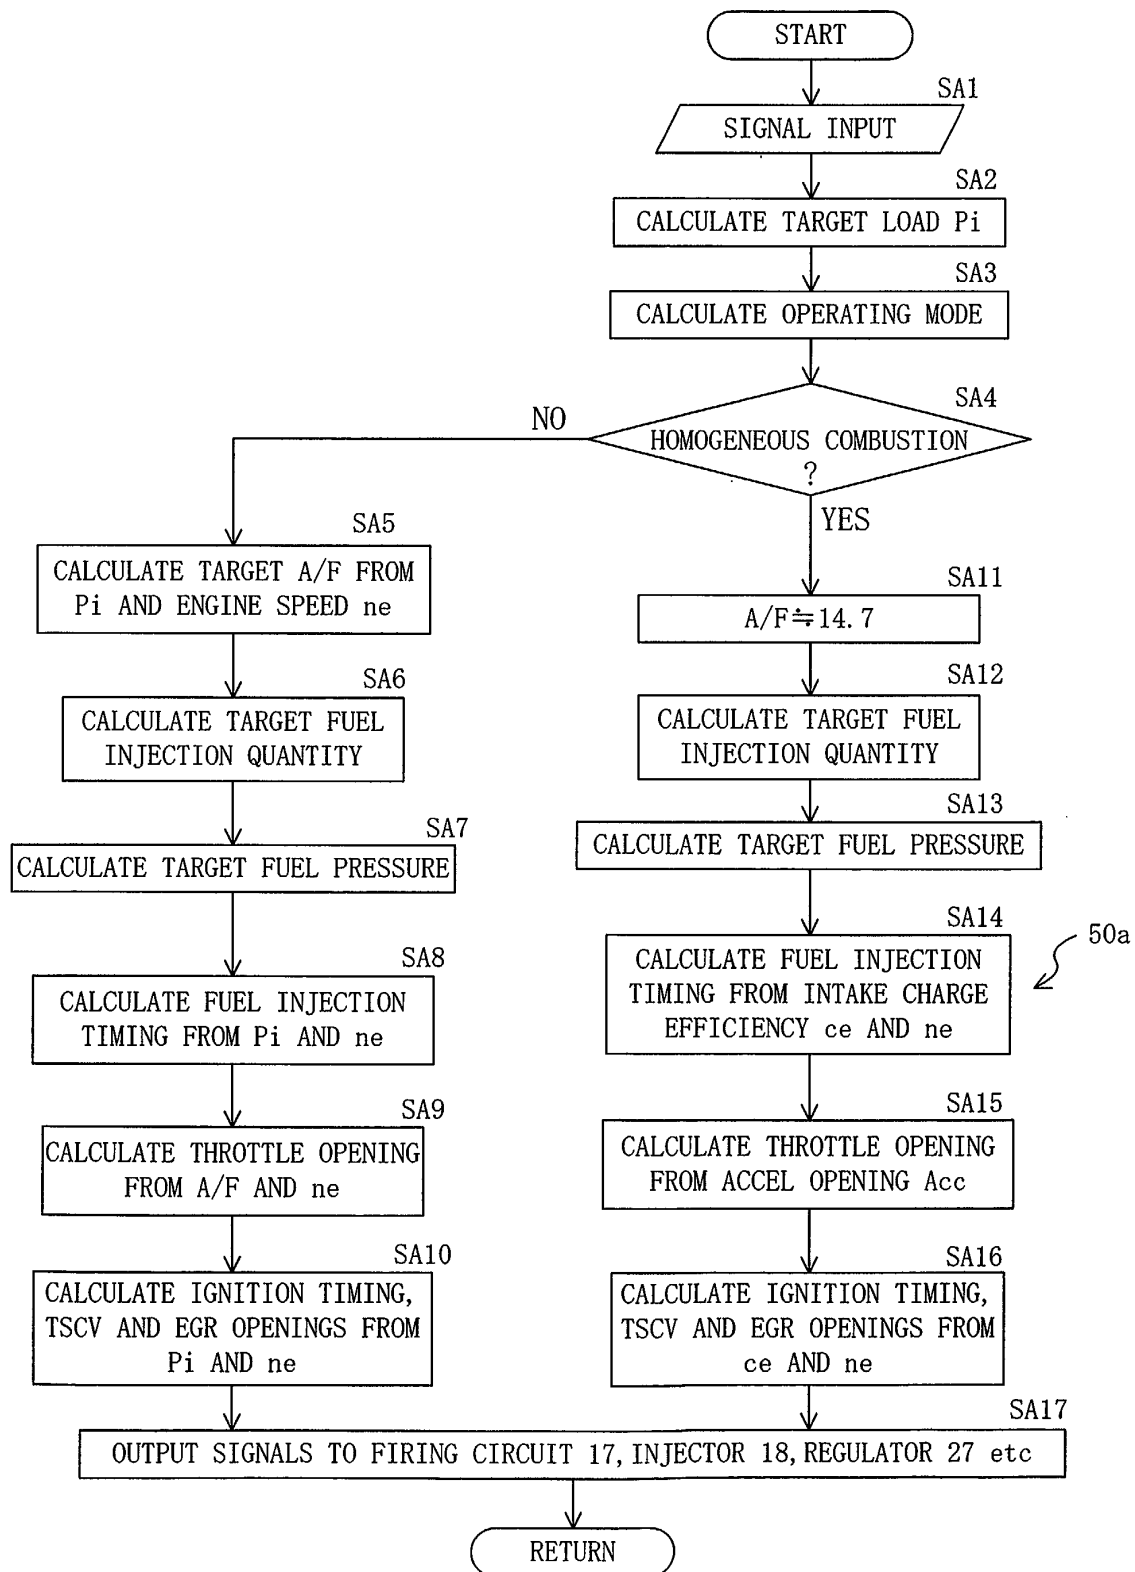 START
SA1
SIGNAL INPUT
SA2
CALCULATE TARGET LOAD Pi
SA3
CALCULATE OPERATING MODE
SA4
HOMOGENEOUS COMBUSTION
?
NO
YES
SA5
CALCULATE TARGET A/F FROM
Pi AND ENGINE SPEED ne
SA6
CALCULATE TARGET FUEL
INJECTION QUANTITY
SA7
CALCULATE TARGET FUEL PRESSURE
SA8
CALCULATE FUEL INJECTION
TIMING FROM Pi AND ne
SA9
CALCULATE THROTTLE OPENING
FROM A/F AND ne
SA10
CALCULATE IGNITION TIMING,
TSCV AND EGR OPENINGS FROM
Pi AND ne
SA11
A/F≒14.7
SA12
CALCULATE TARGET FUEL
INJECTION QUANTITY
SA13
CALCULATE TARGET FUEL PRESSURE
SA14
CALCULATE FUEL INJECTION
TIMING FROM INTAKE CHARGE
EFFICIENCY ce AND ne
50a
SA15
CALCULATE THROTTLE OPENING
FROM ACCEL OPENING Acc
SA16
CALCULATE IGNITION TIMING,
TSCV AND EGR OPENINGS FROM
ce AND ne
SA17
OUTPUT SIGNALS TO FIRING CIRCUIT 17, INJECTOR 18, REGULATOR 27 etc
RETURN